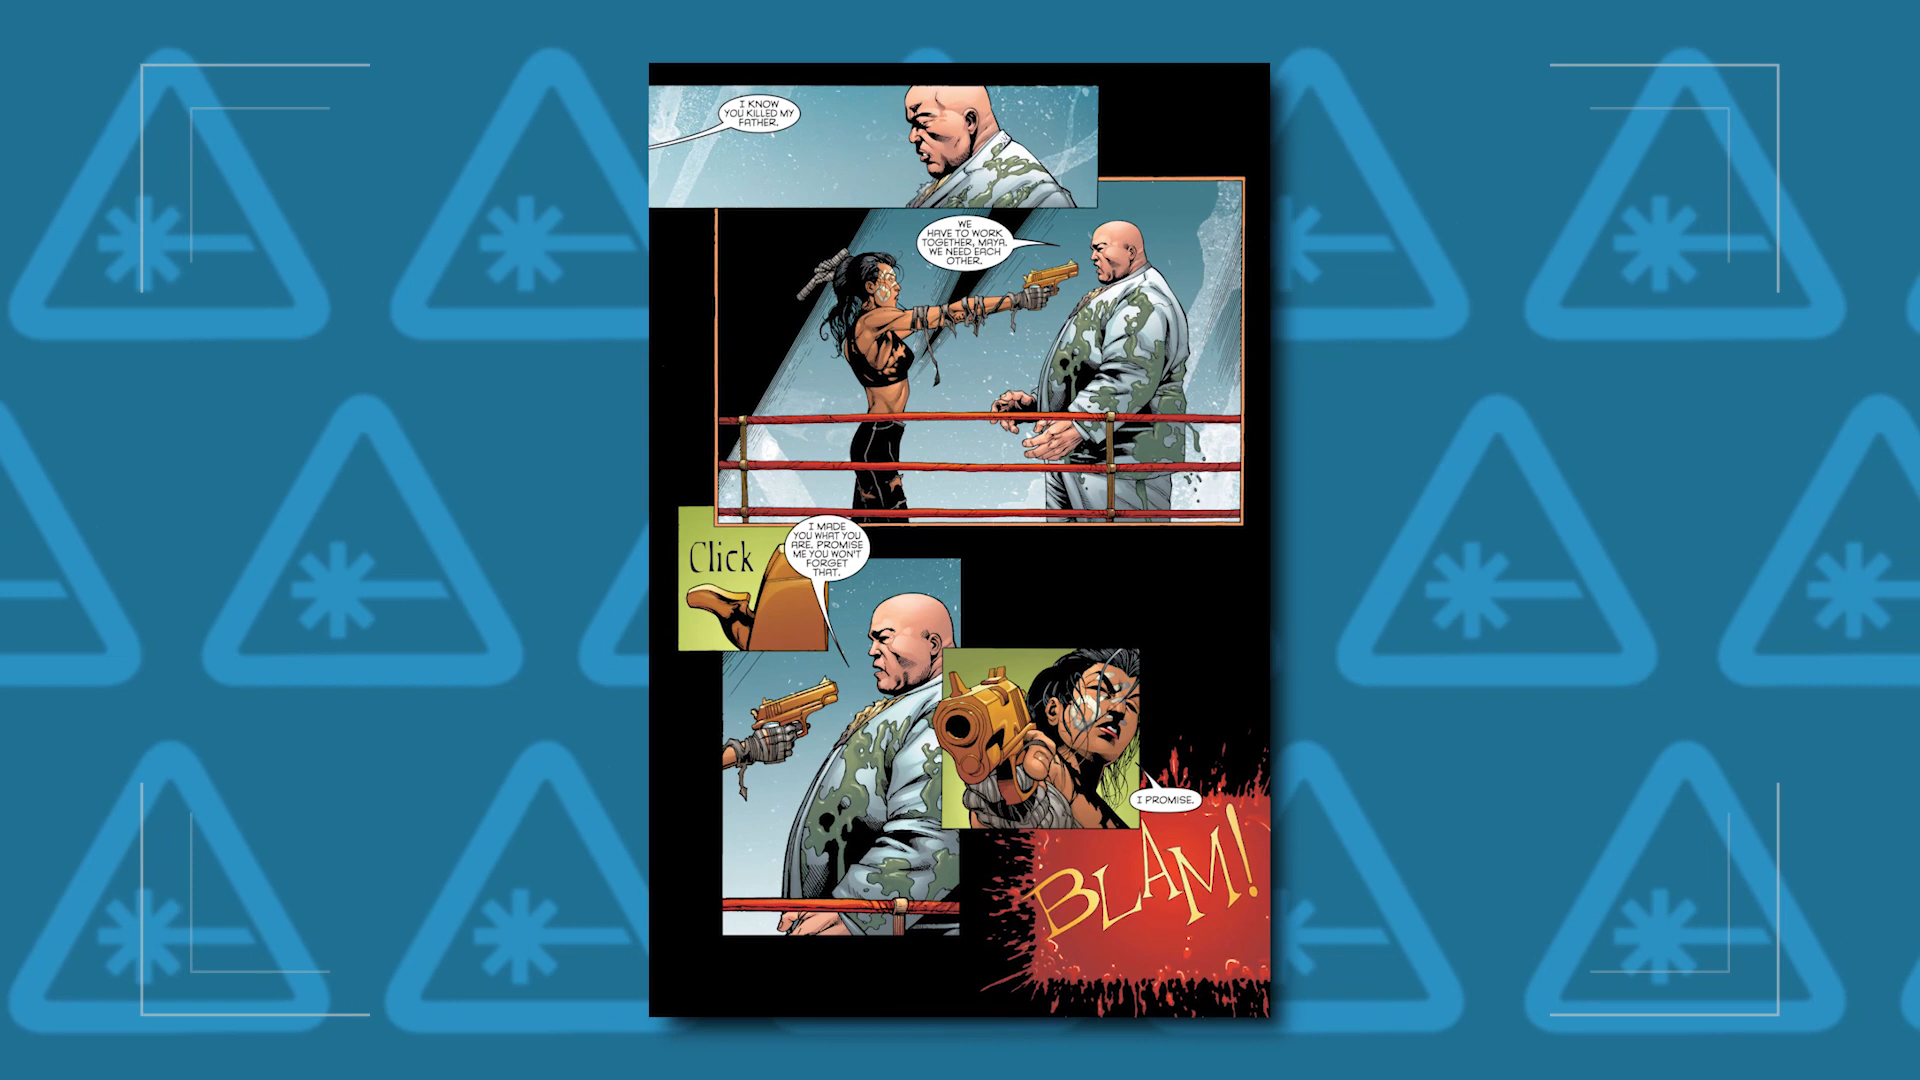 I KNOW
YOU KILLED MY
FATHER.
WE
HAVE TO WORK
TOGETHER, MAYA.
WE NEED EACH
OTHER.
Click
I MADE
YOU WHAT YOU
ARE. PROMISE
ME YOU WON'T
FORGET
THAT.
I PROMISE.
BLAM!